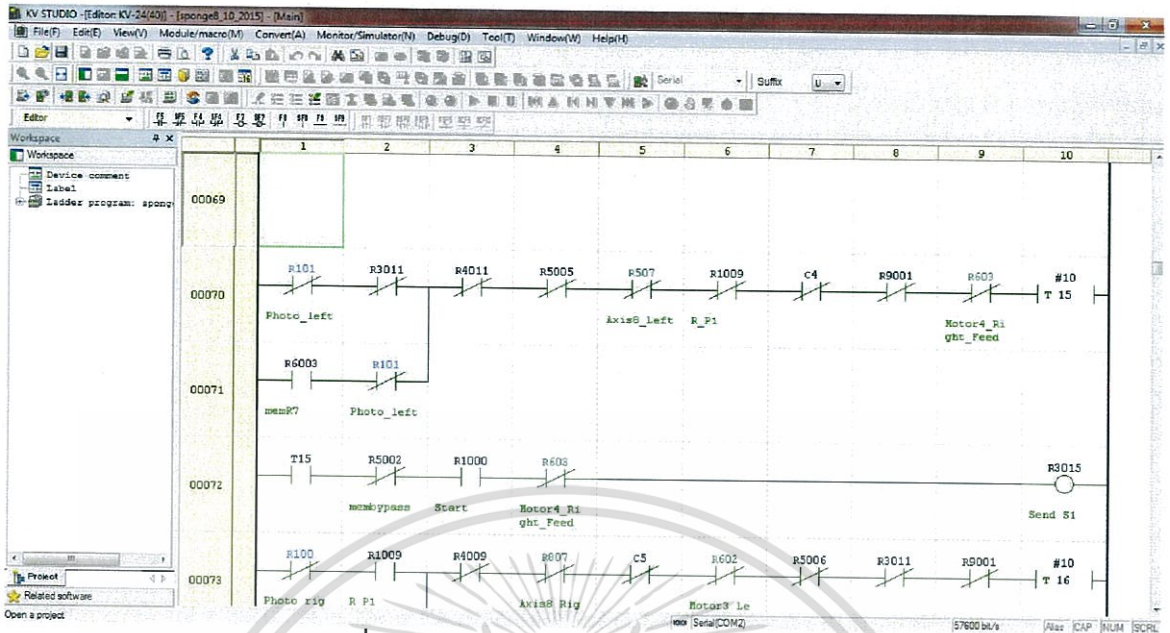 KV STUDIO -[Editor: KV-24(40)] - [sponge8_10_2015] - [Main]
File(F) Edit(E) View(V) Module/macro(M) Convert(A) Monitor/Simulator(N) Debug(D) Tool(T) Window(W) Help(H)
Serial Suffix U
Editor
Workspace
Workspace
Device comment
Label
Ladder program: spong
1 2 3 4 5 6 7 8 9 10
00069
R101 R3011 R4011 R5005 R507 R1009 C4 R9001 R603 #10
00070 T 15
Photo_left Axis8_Left R_P1 Motor4_Ri
ght_Feed
R6003 R101
00071
memR7 Photo_left
T15 R5002 R1000 R603 R3015
00072
membypass Start Motor4_Ri Send S1
ght_Feed
R100 R1009 R4009 R807 C5 R602 R5006 R3011 R9001 #10
00073 T 16
Photo rig R P1 Axis8 Rig Motor3 Le
Project
Related software
Open a project
Serial(COM2) 57600 bit/s Alar CAP NUM SCRL